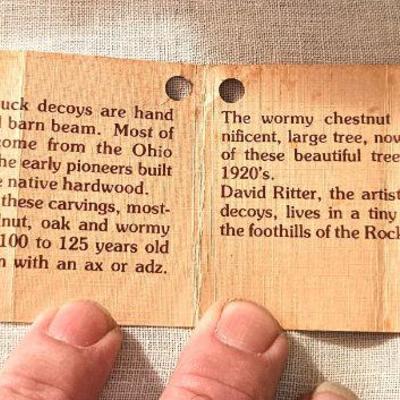 uck decoys are hand
barn beam. Most of
ome from the Ohio
he early pioneers built
native hardwood.
these carvings, most-
nut, oak and wormy
100 to 125 years old
n with an ax or adz.
The wormy chestnut
nificent, large tree, now
of these beautiful tree
1920's.
David Ritter, the artist
decoys, lives in a tiny
the foothills of the Rock